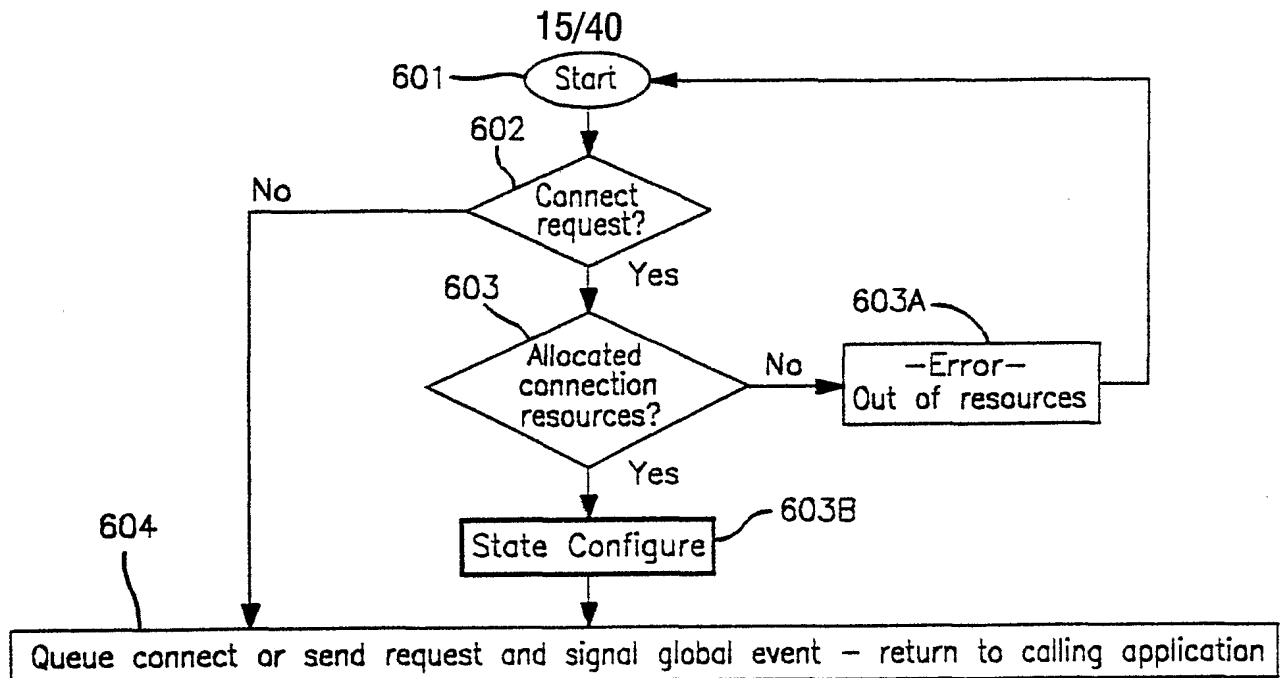 15/40
601
Start
602
No
Connect
request?
Yes
603
603A
Allocated
connection
resources?
No
—Error—
Out of resources
Yes
603B
604
State Configure
Queue connect or send request and signal global event – return to calling application